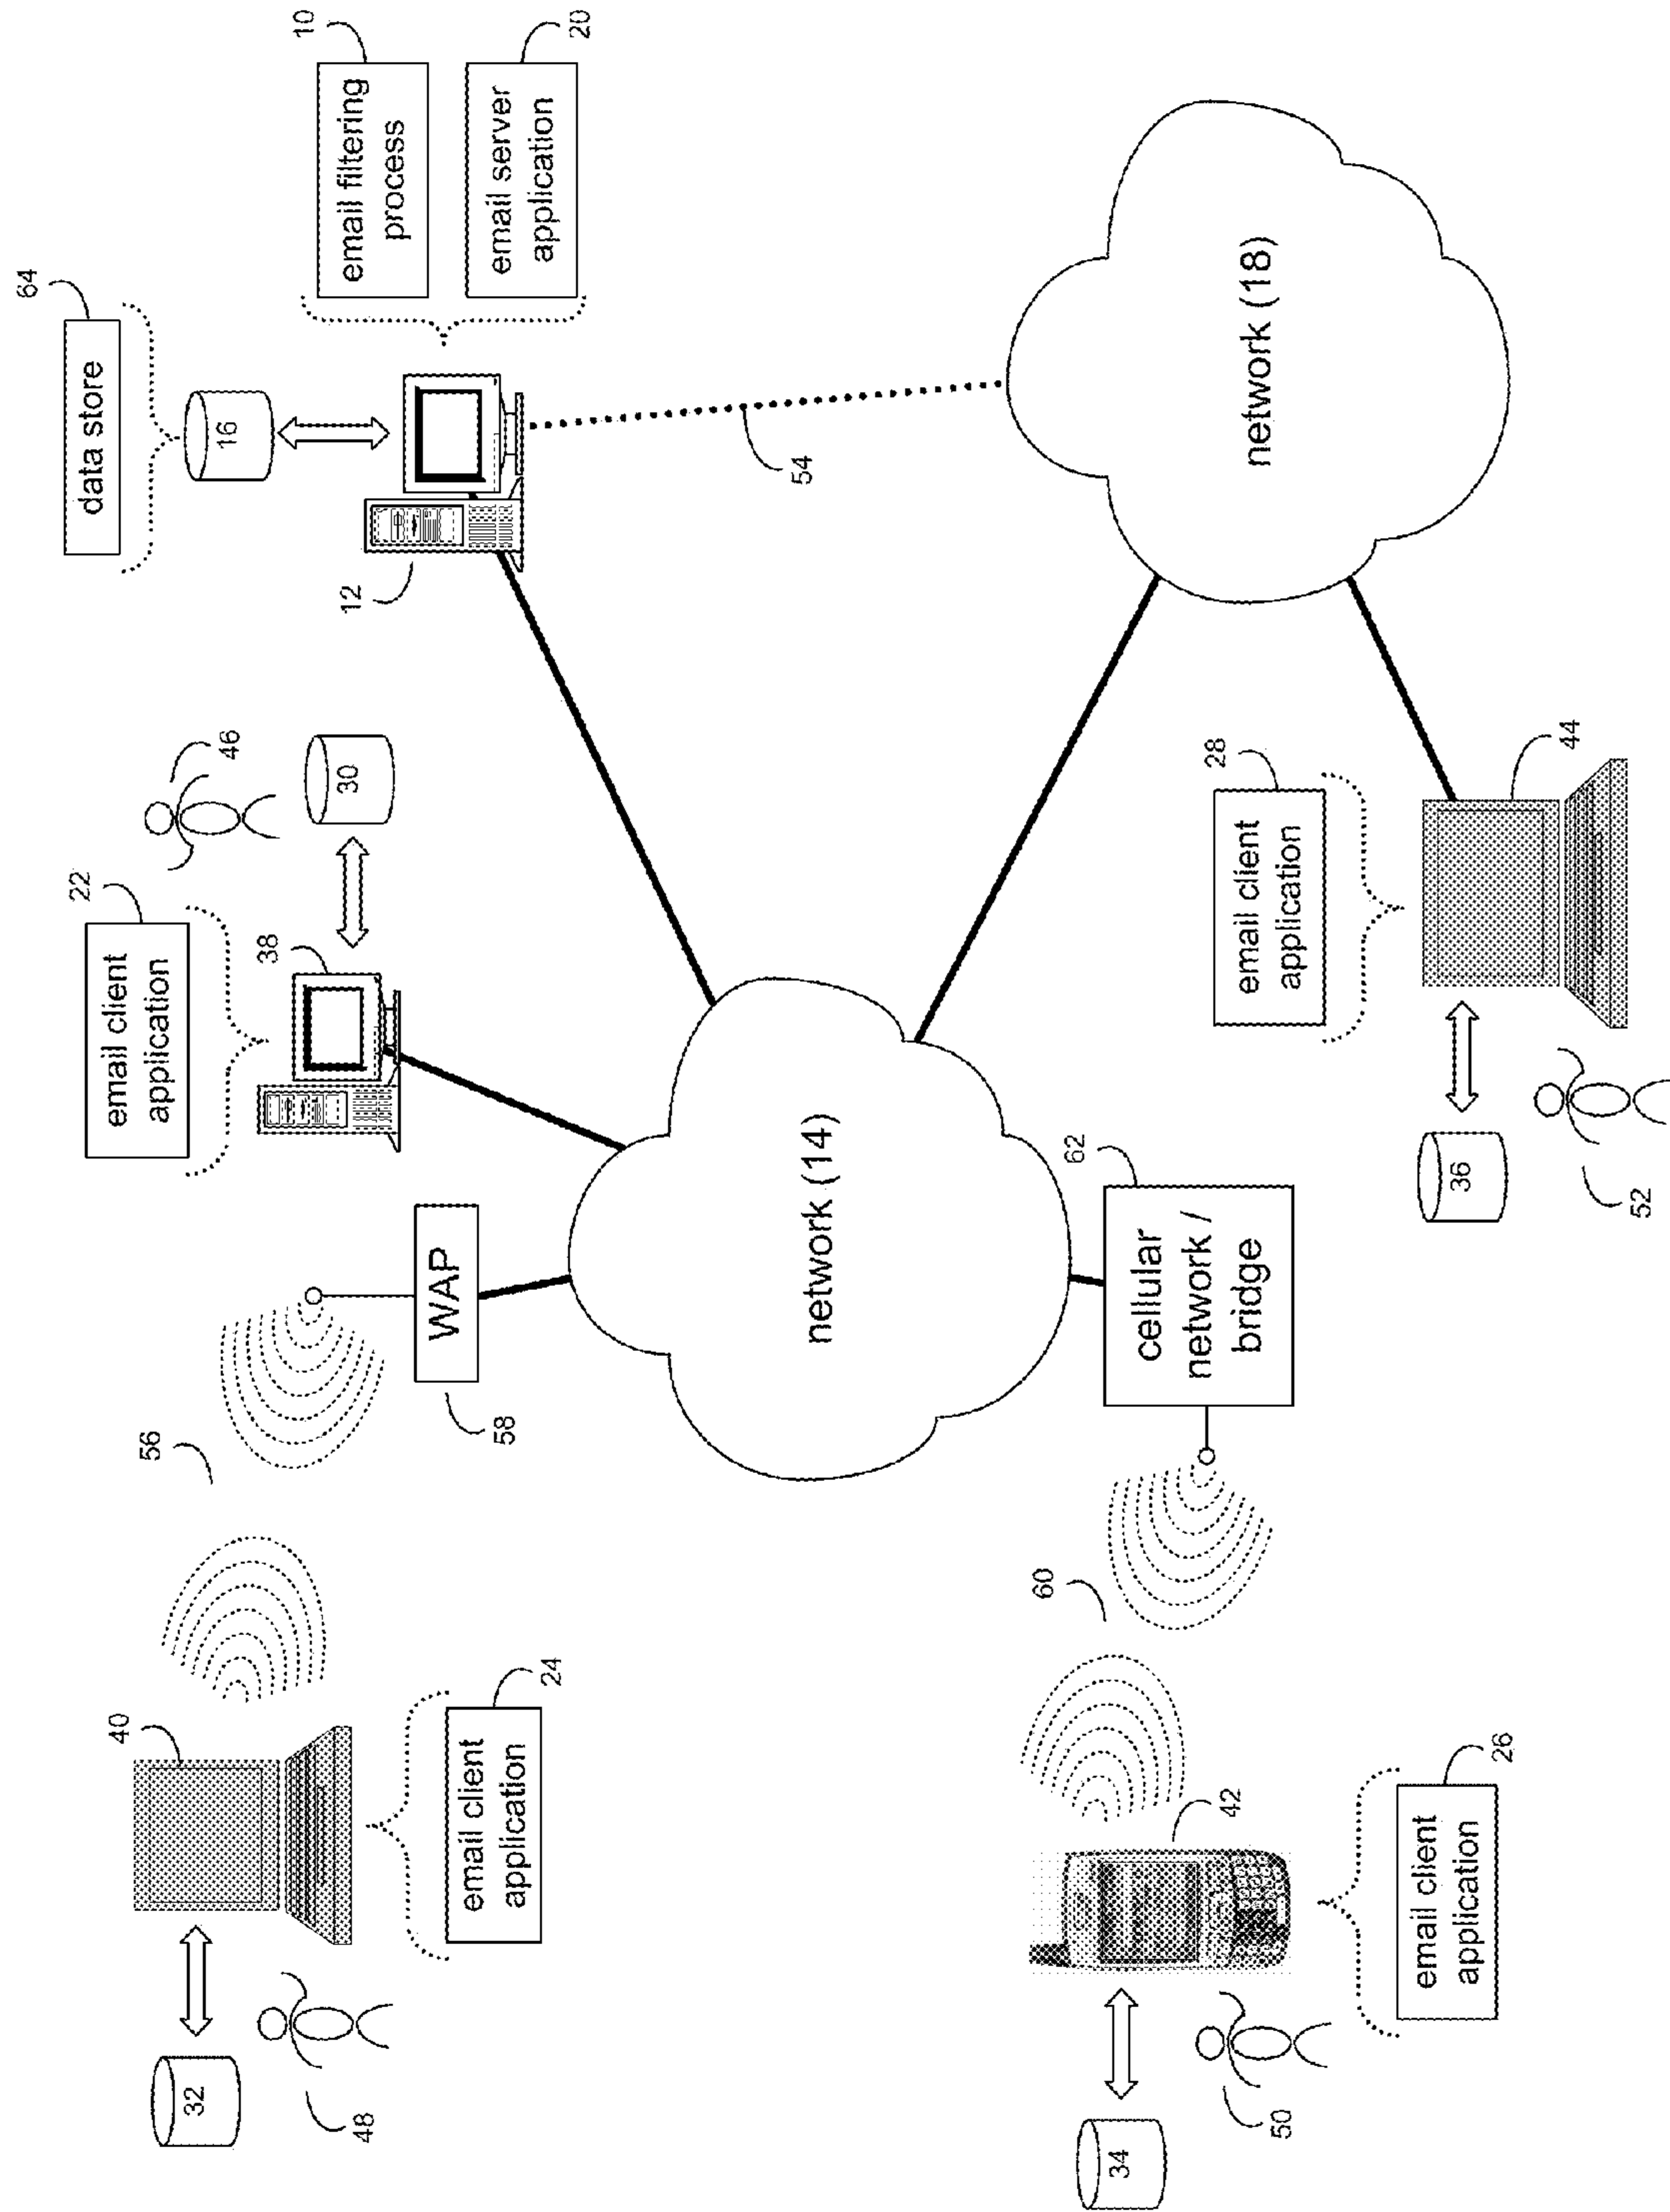 40
32
48
email client
application
24
56
WAP
58
email client
application
22
38
46
30
data store
64
16
12
email filtering
process
10
email server
application
20
54
network (14)
network (18)
60
cellular
network /
bridge
62
34
50
42
email client
application
26
email client
application
28
36
52
44